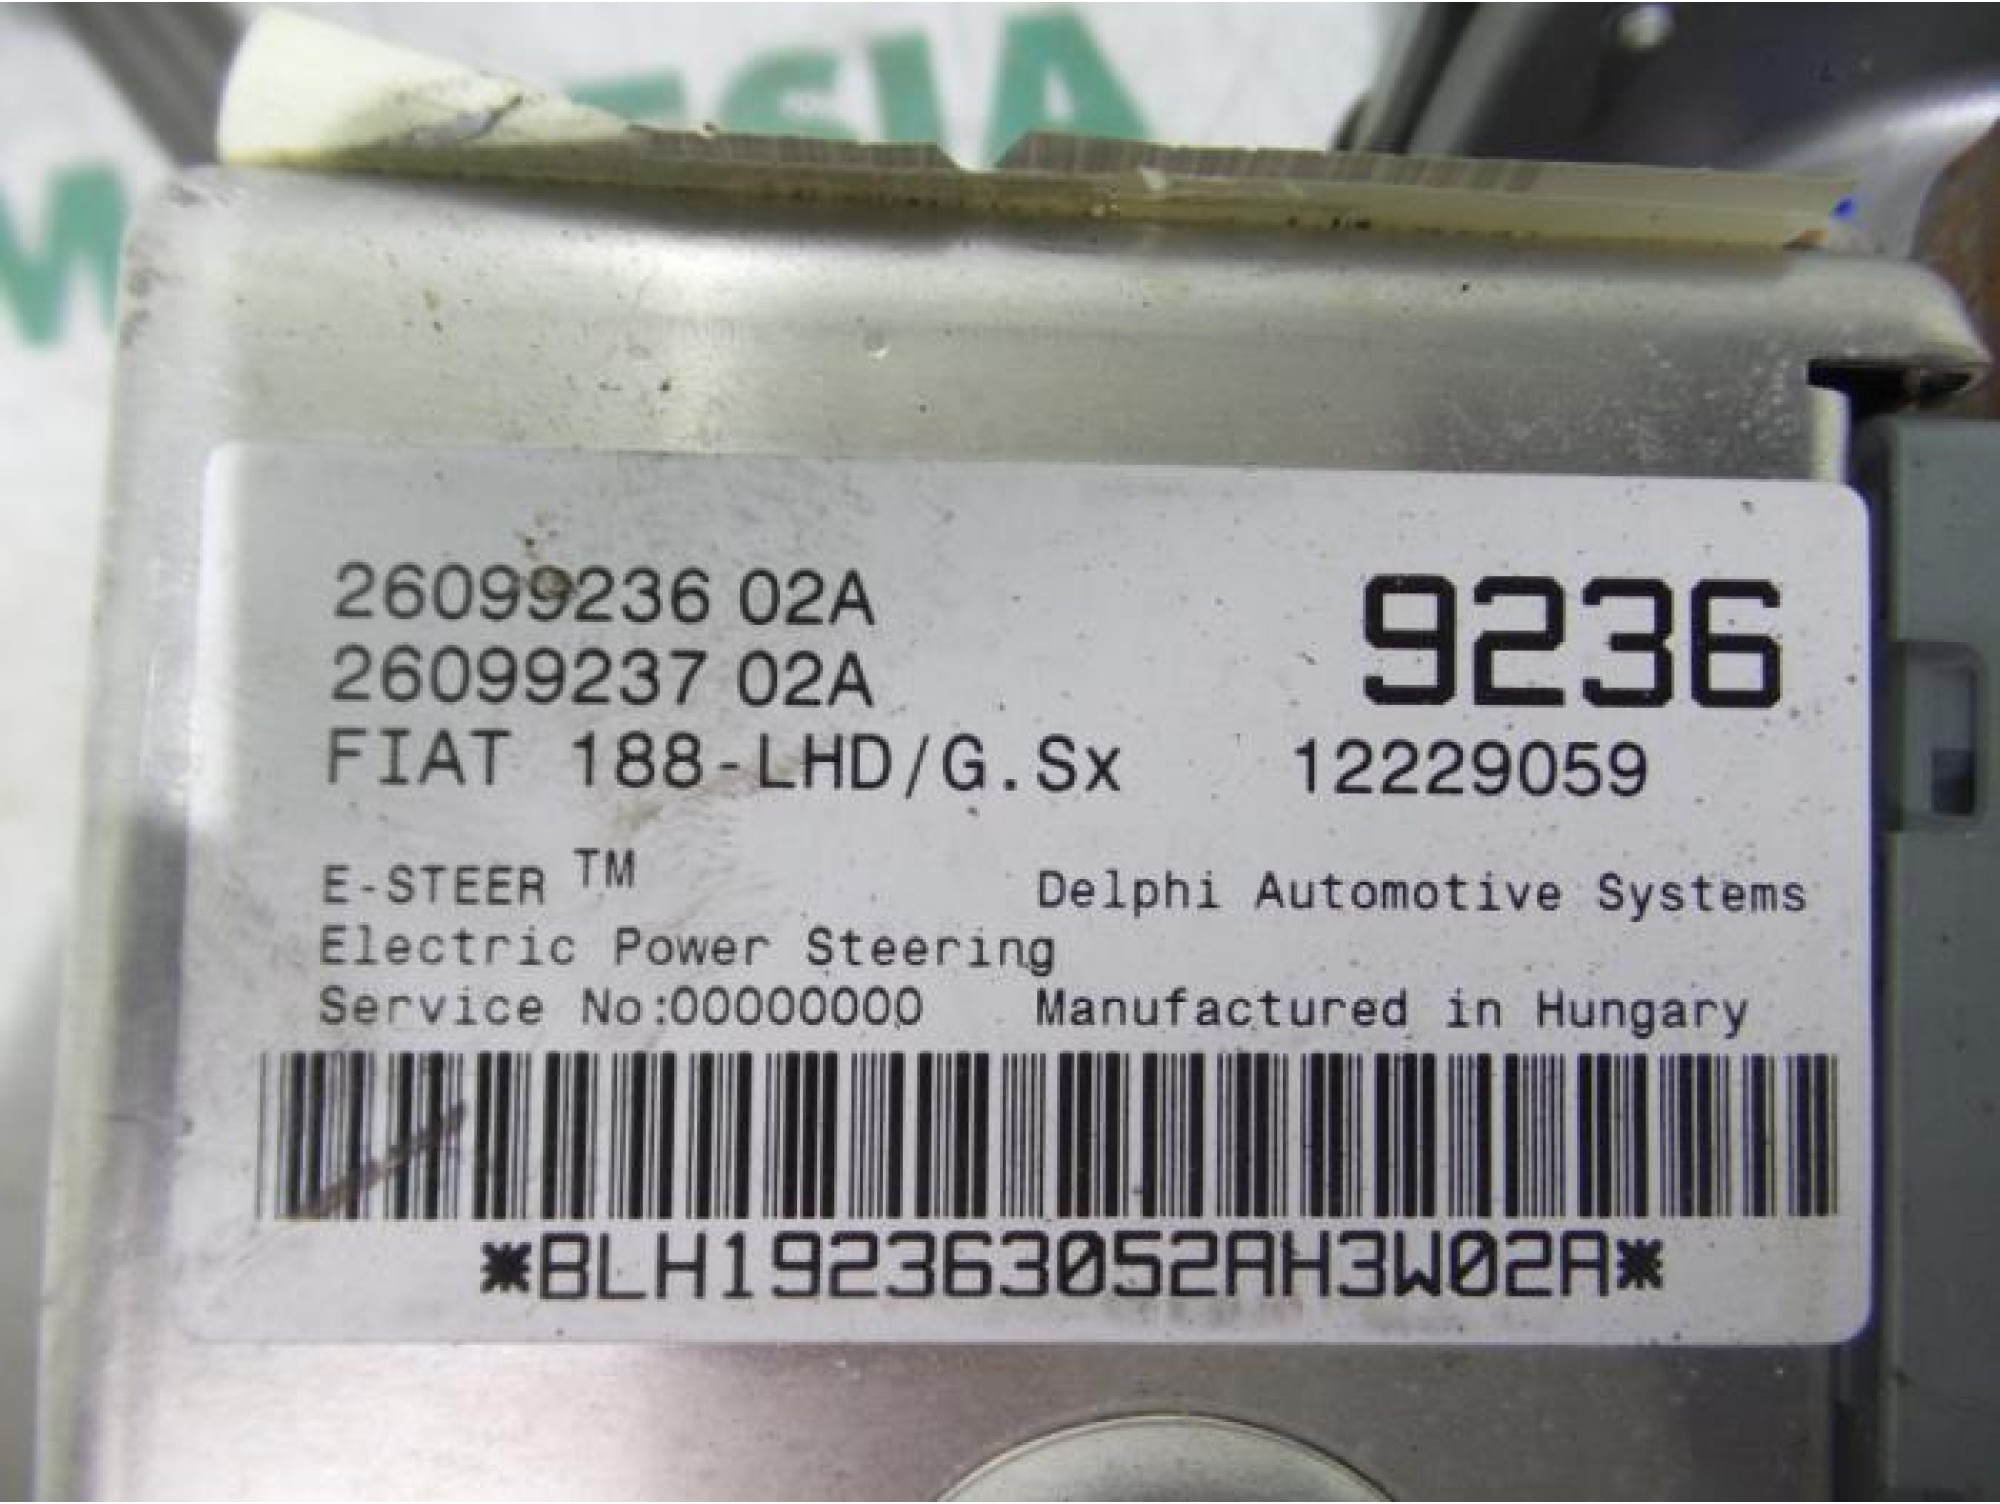 26099236 02A
9236
26099237 02A
FIAT 188-LHD/G.Sx
12229059
E-STEER TM
Delphi Automotive Systems
Electric Power Steering
Service No:00000000
Manufactured in Hungary
*BLH192363052AH3W02A*